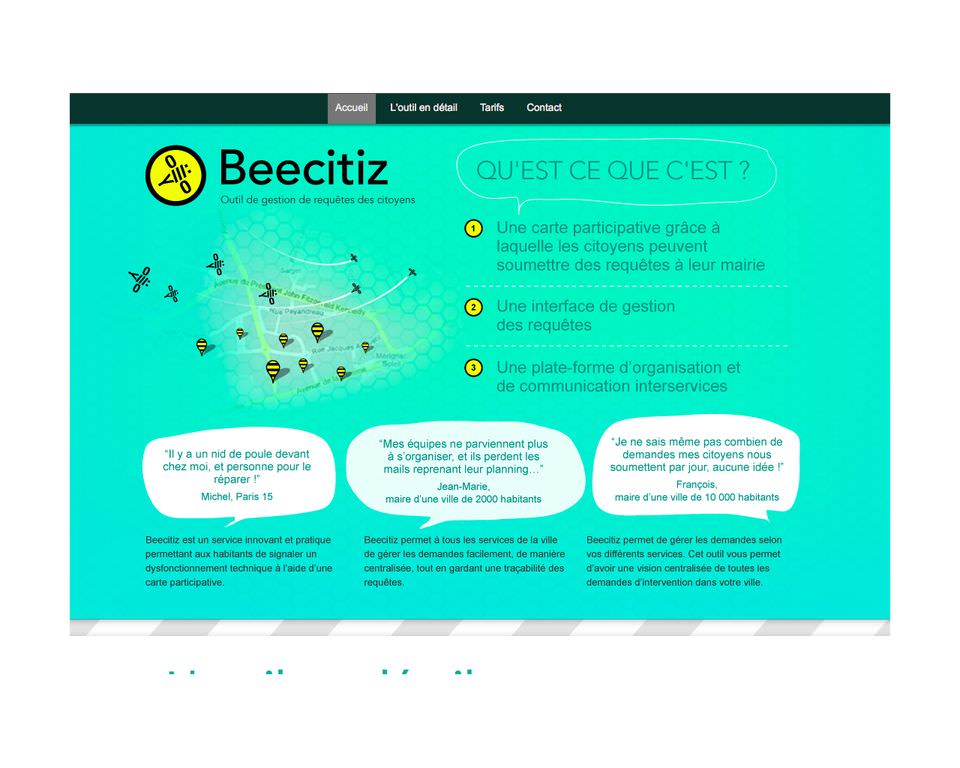 Accueil
L'outil en détail
Tarifs
Contact
Beecitiz
Outil de gestion de requêtes des citoyens
QU'EST CE QUE C'EST ?
1
Une carte participative grâce à
laquelle les citoyens peuvent
soumettre des requêtes à leur mairie
2
Une interface de gestion
des requêtes
3
Une plate-forme d'organisation et
de communication interservices
Avenue du Président John Fitzgerald Kennedy
Rue Payandreau
Rue Jacques
Mérignac
Soleil
Avenue de la
“Il y a un nid de poule devant
chez moi, et personne pour le
réparer !”
Michel, Paris 15
“Mes équipes ne parviennent plus
à s’organiser, et ils perdent les
mails reprenant leur planning…”
Jean-Marie,
maire d’une ville de 2000 habitants
“Je ne sais même pas combien de
demandes mes citoyens nous
soumettent par jour, aucune idée !”
François,
maire d’une ville de 10 000 habitants
Beecitiz est un service innovant et pratique
permettant aux habitants de signaler un
dysfonctionnement technique à l’aide d’une
carte participative.
Beecitiz permet à tous les services de la ville
de gérer les demandes facilement, de manière
centralisée, tout en gardant une traçabilité des
requêtes.
Beecitiz permet de gérer les demandes selon
vos différents services. Cet outil vous permet
d’avoir une vision centralisée de toutes les
demandes d’intervention dans votre ville.